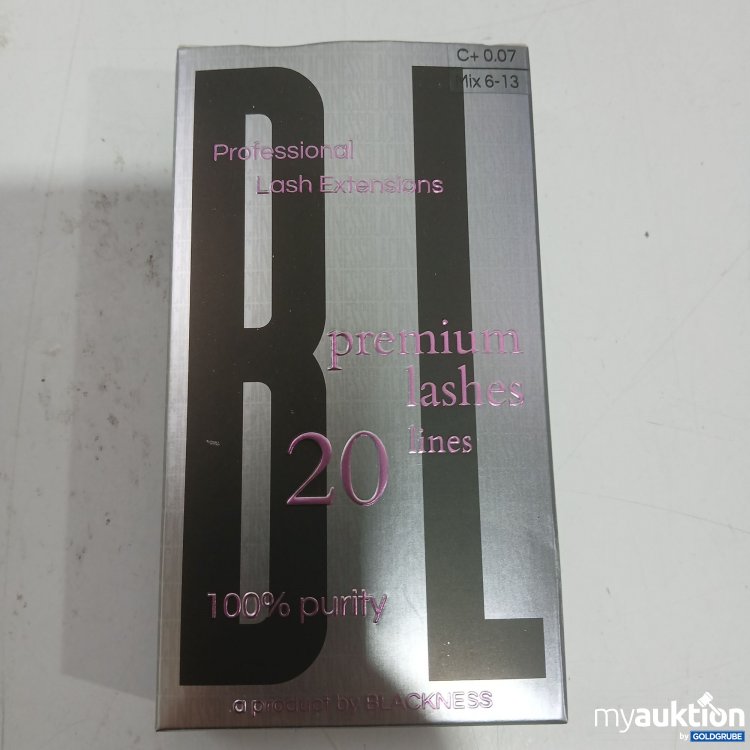 C+ 0.07
Mix 6-13
BL
Professional
Lash Extensions
premium
lashes
20 lines
100% purity
.a product by BLACKNESS
myauktion
by GOLDGRUBE